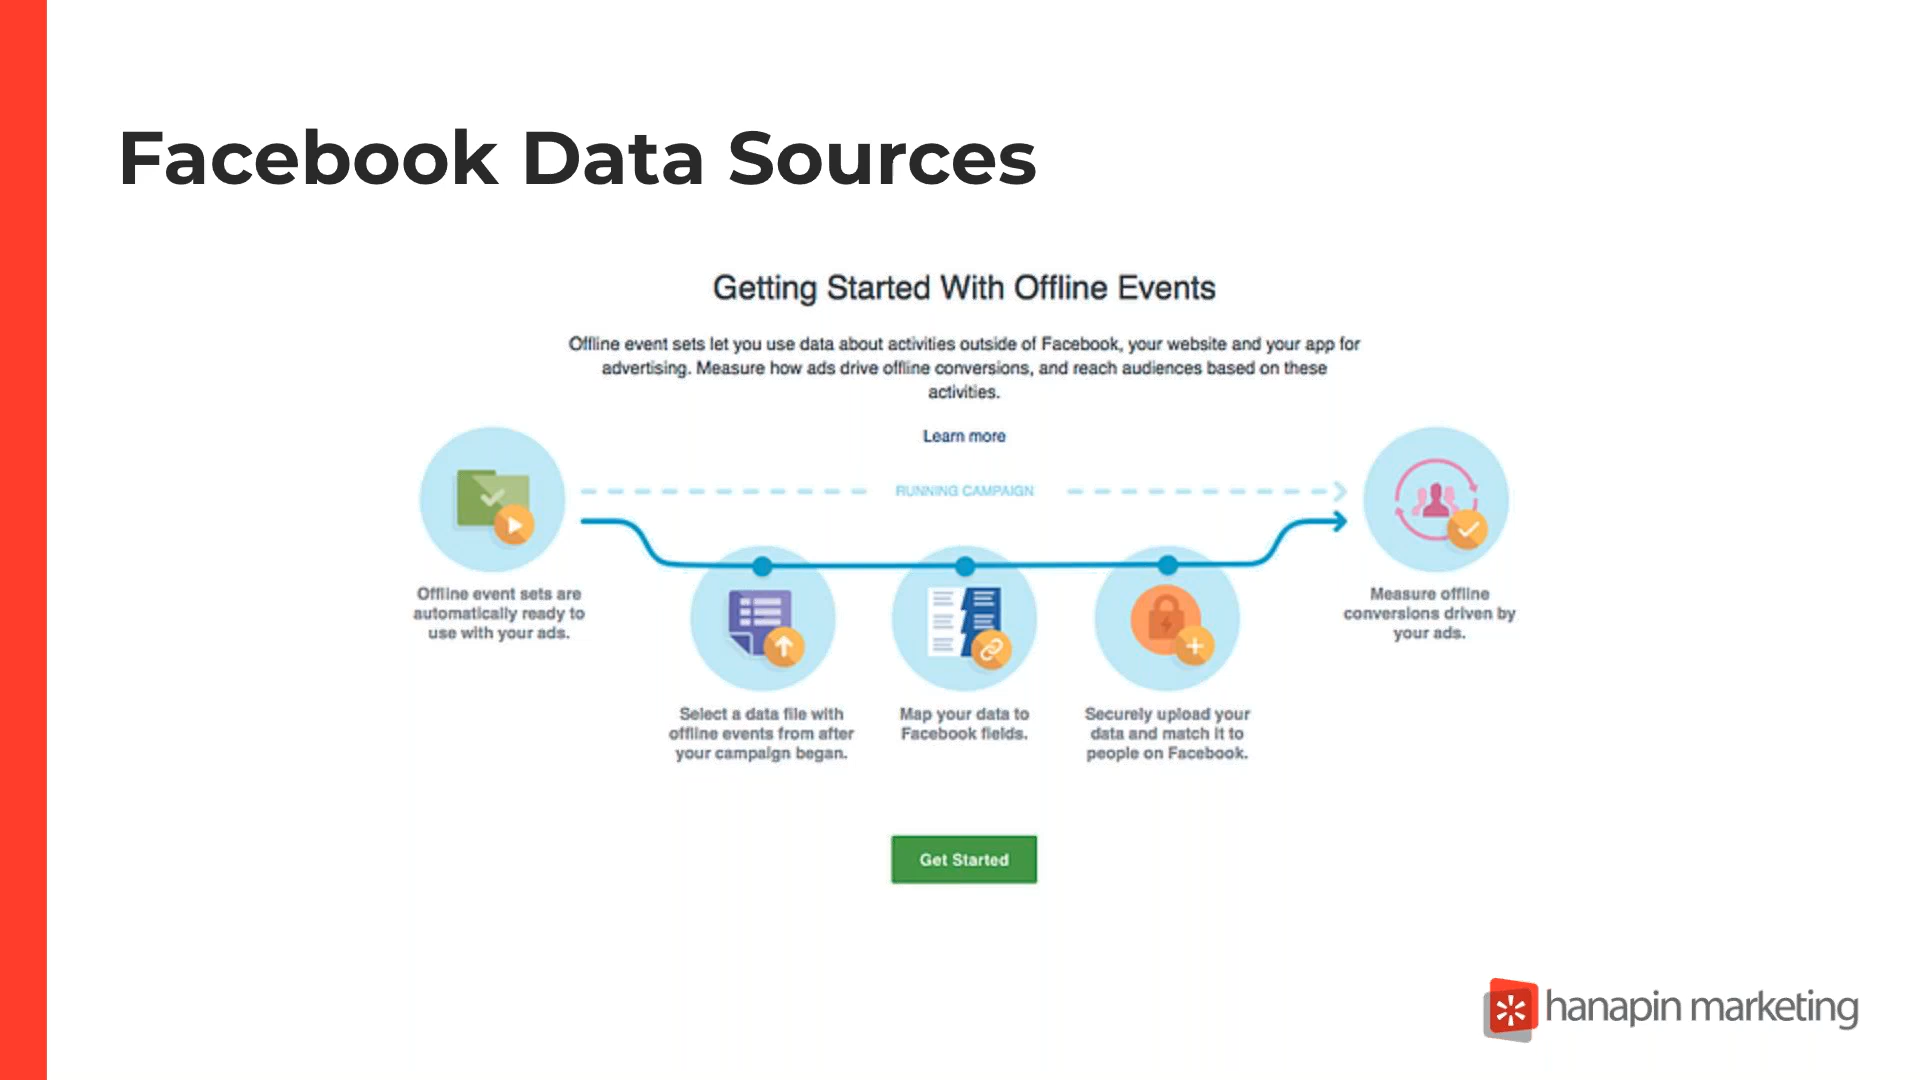 Facebook Data Sources
Getting Started With Offline Events
Offline event sets let you use data about activities outside of Facebook, your website and your app for
advertising. Measure how ads drive offline conversions, and reach audiences based on these
activities.
Learn more
RUNNING CAMPAIGN
Offline event sets are
automatically ready to
use with your ads.
Select a data file with
offline events from after
your campaign began.
Map your data to
Facebook fields.
Securely upload your
data and match it to
people on Facebook.
Measure offline
conversions driven by
your ads.
Get Started
hanapin marketing